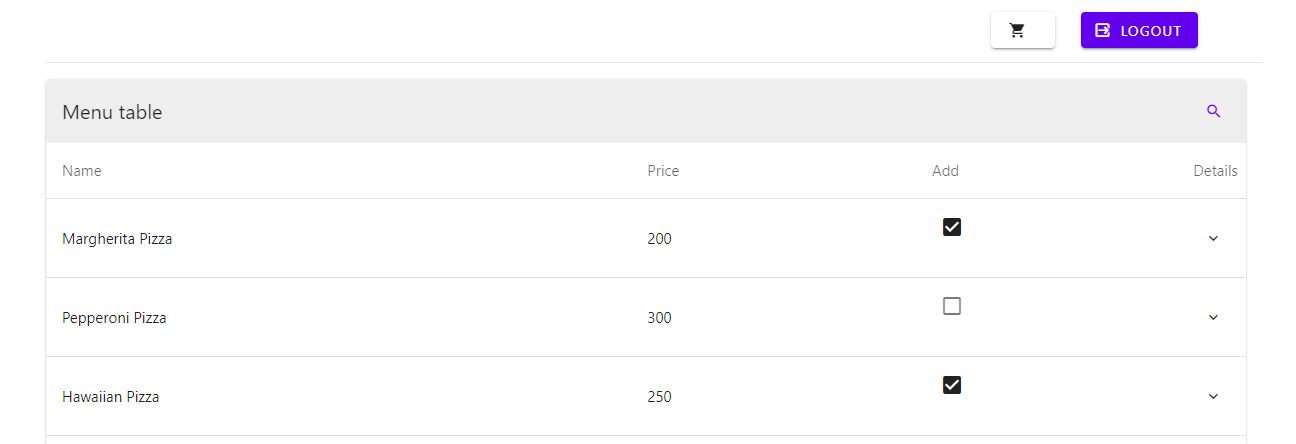 LOGOUT
Menu table
Name Price Add Details
Margherita Pizza 200
Pepperoni Pizza 300
Hawaiian Pizza 250